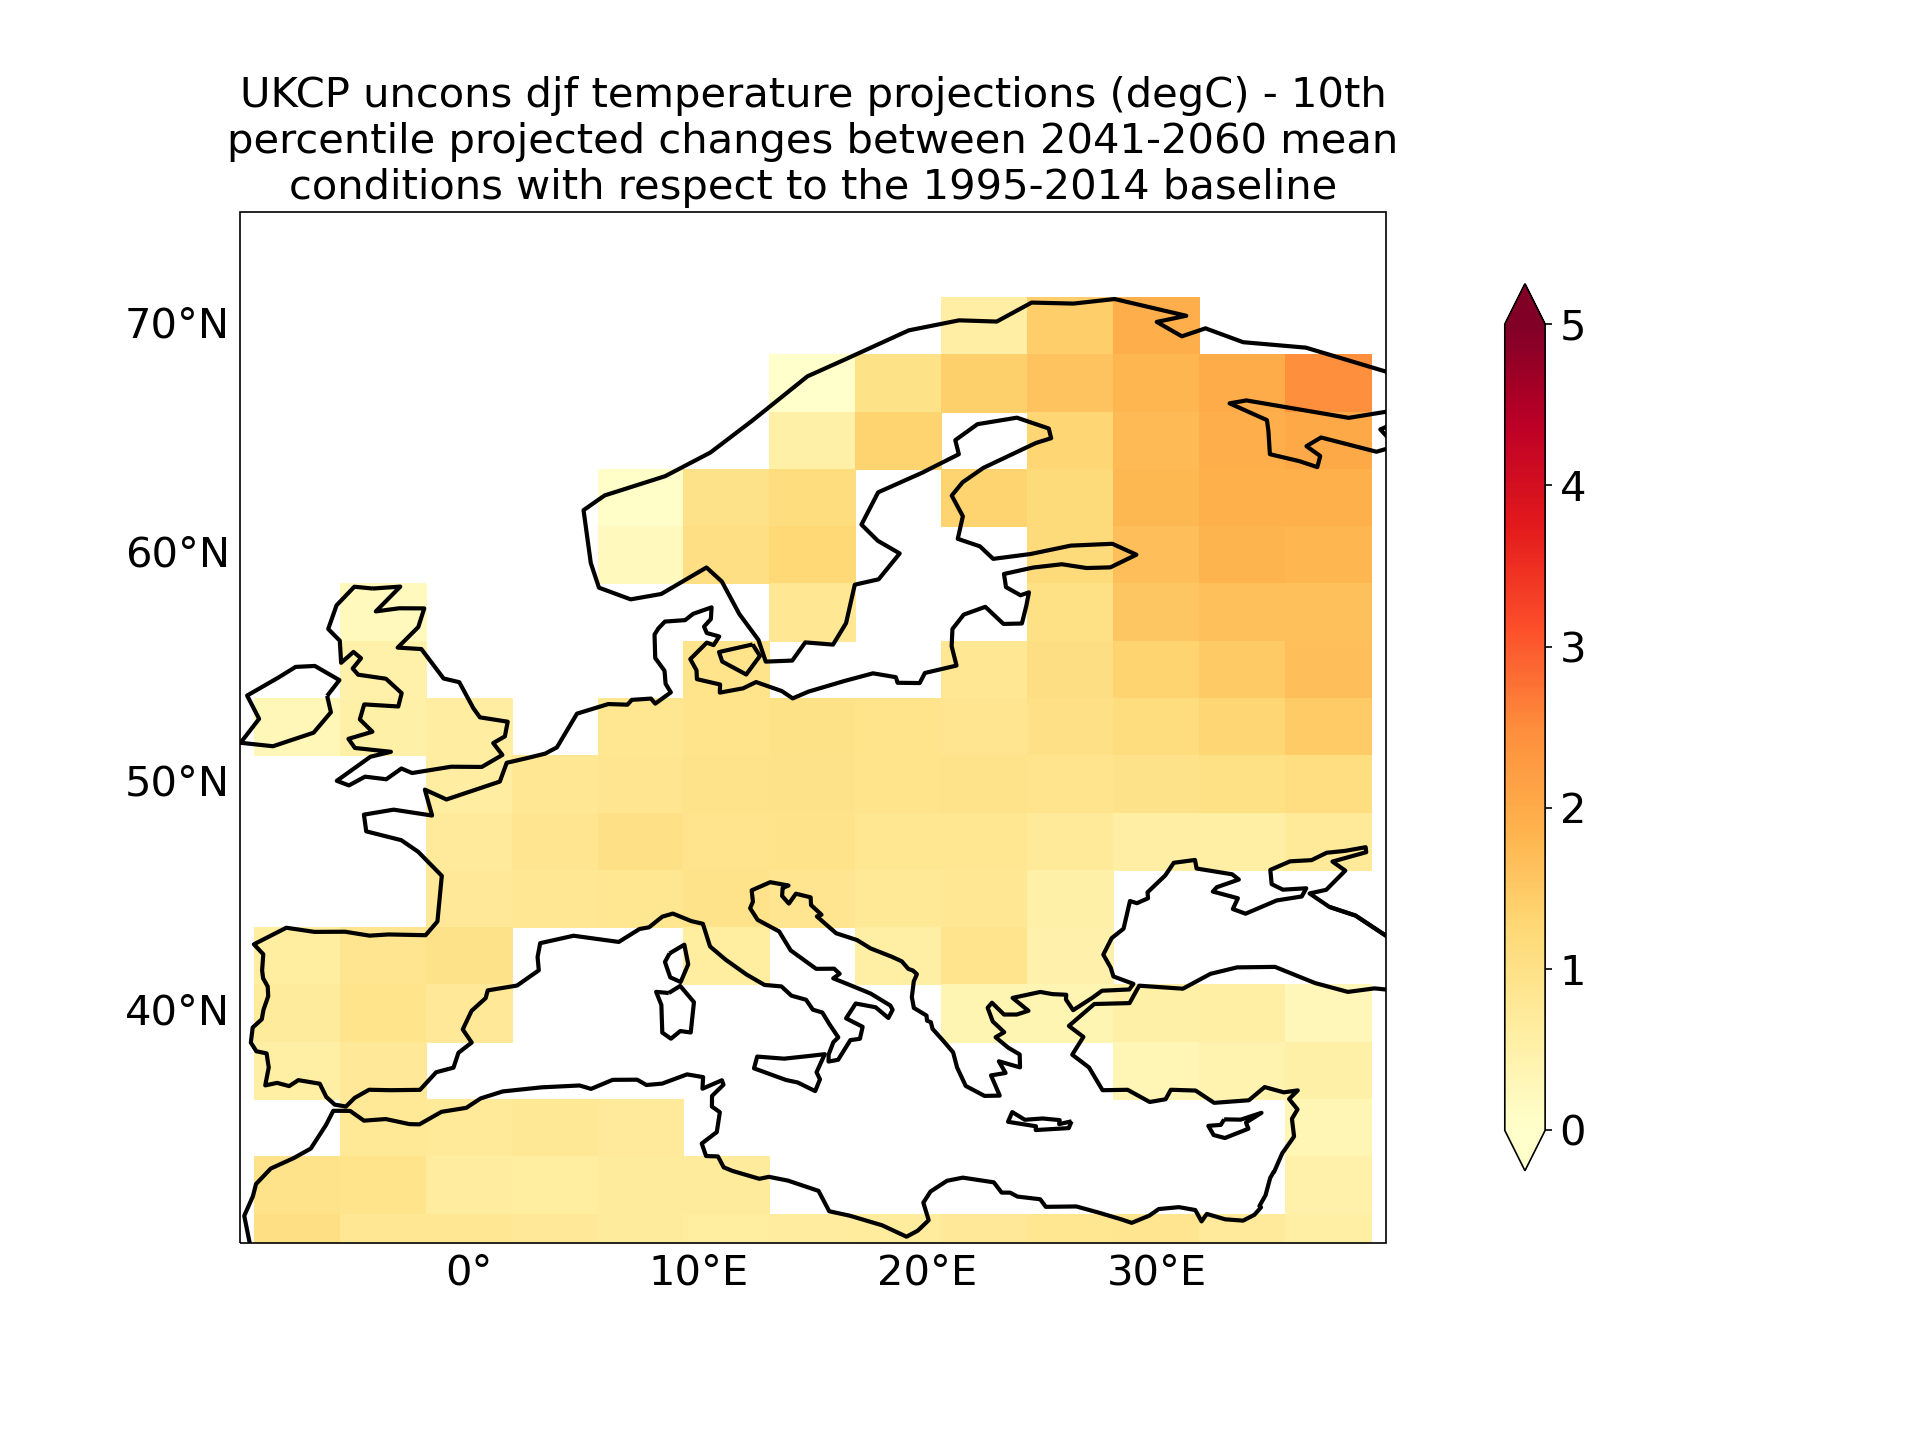 UKCP uncons djf temperature projections (degC) - 10th
percentile projected changes between 2041-2060 mean
conditions with respect to the 1995-2014 baseline
70°N
60°N
50°N
40°N
0°
10°E
20°E
30°E
5
4
3
2
1
0